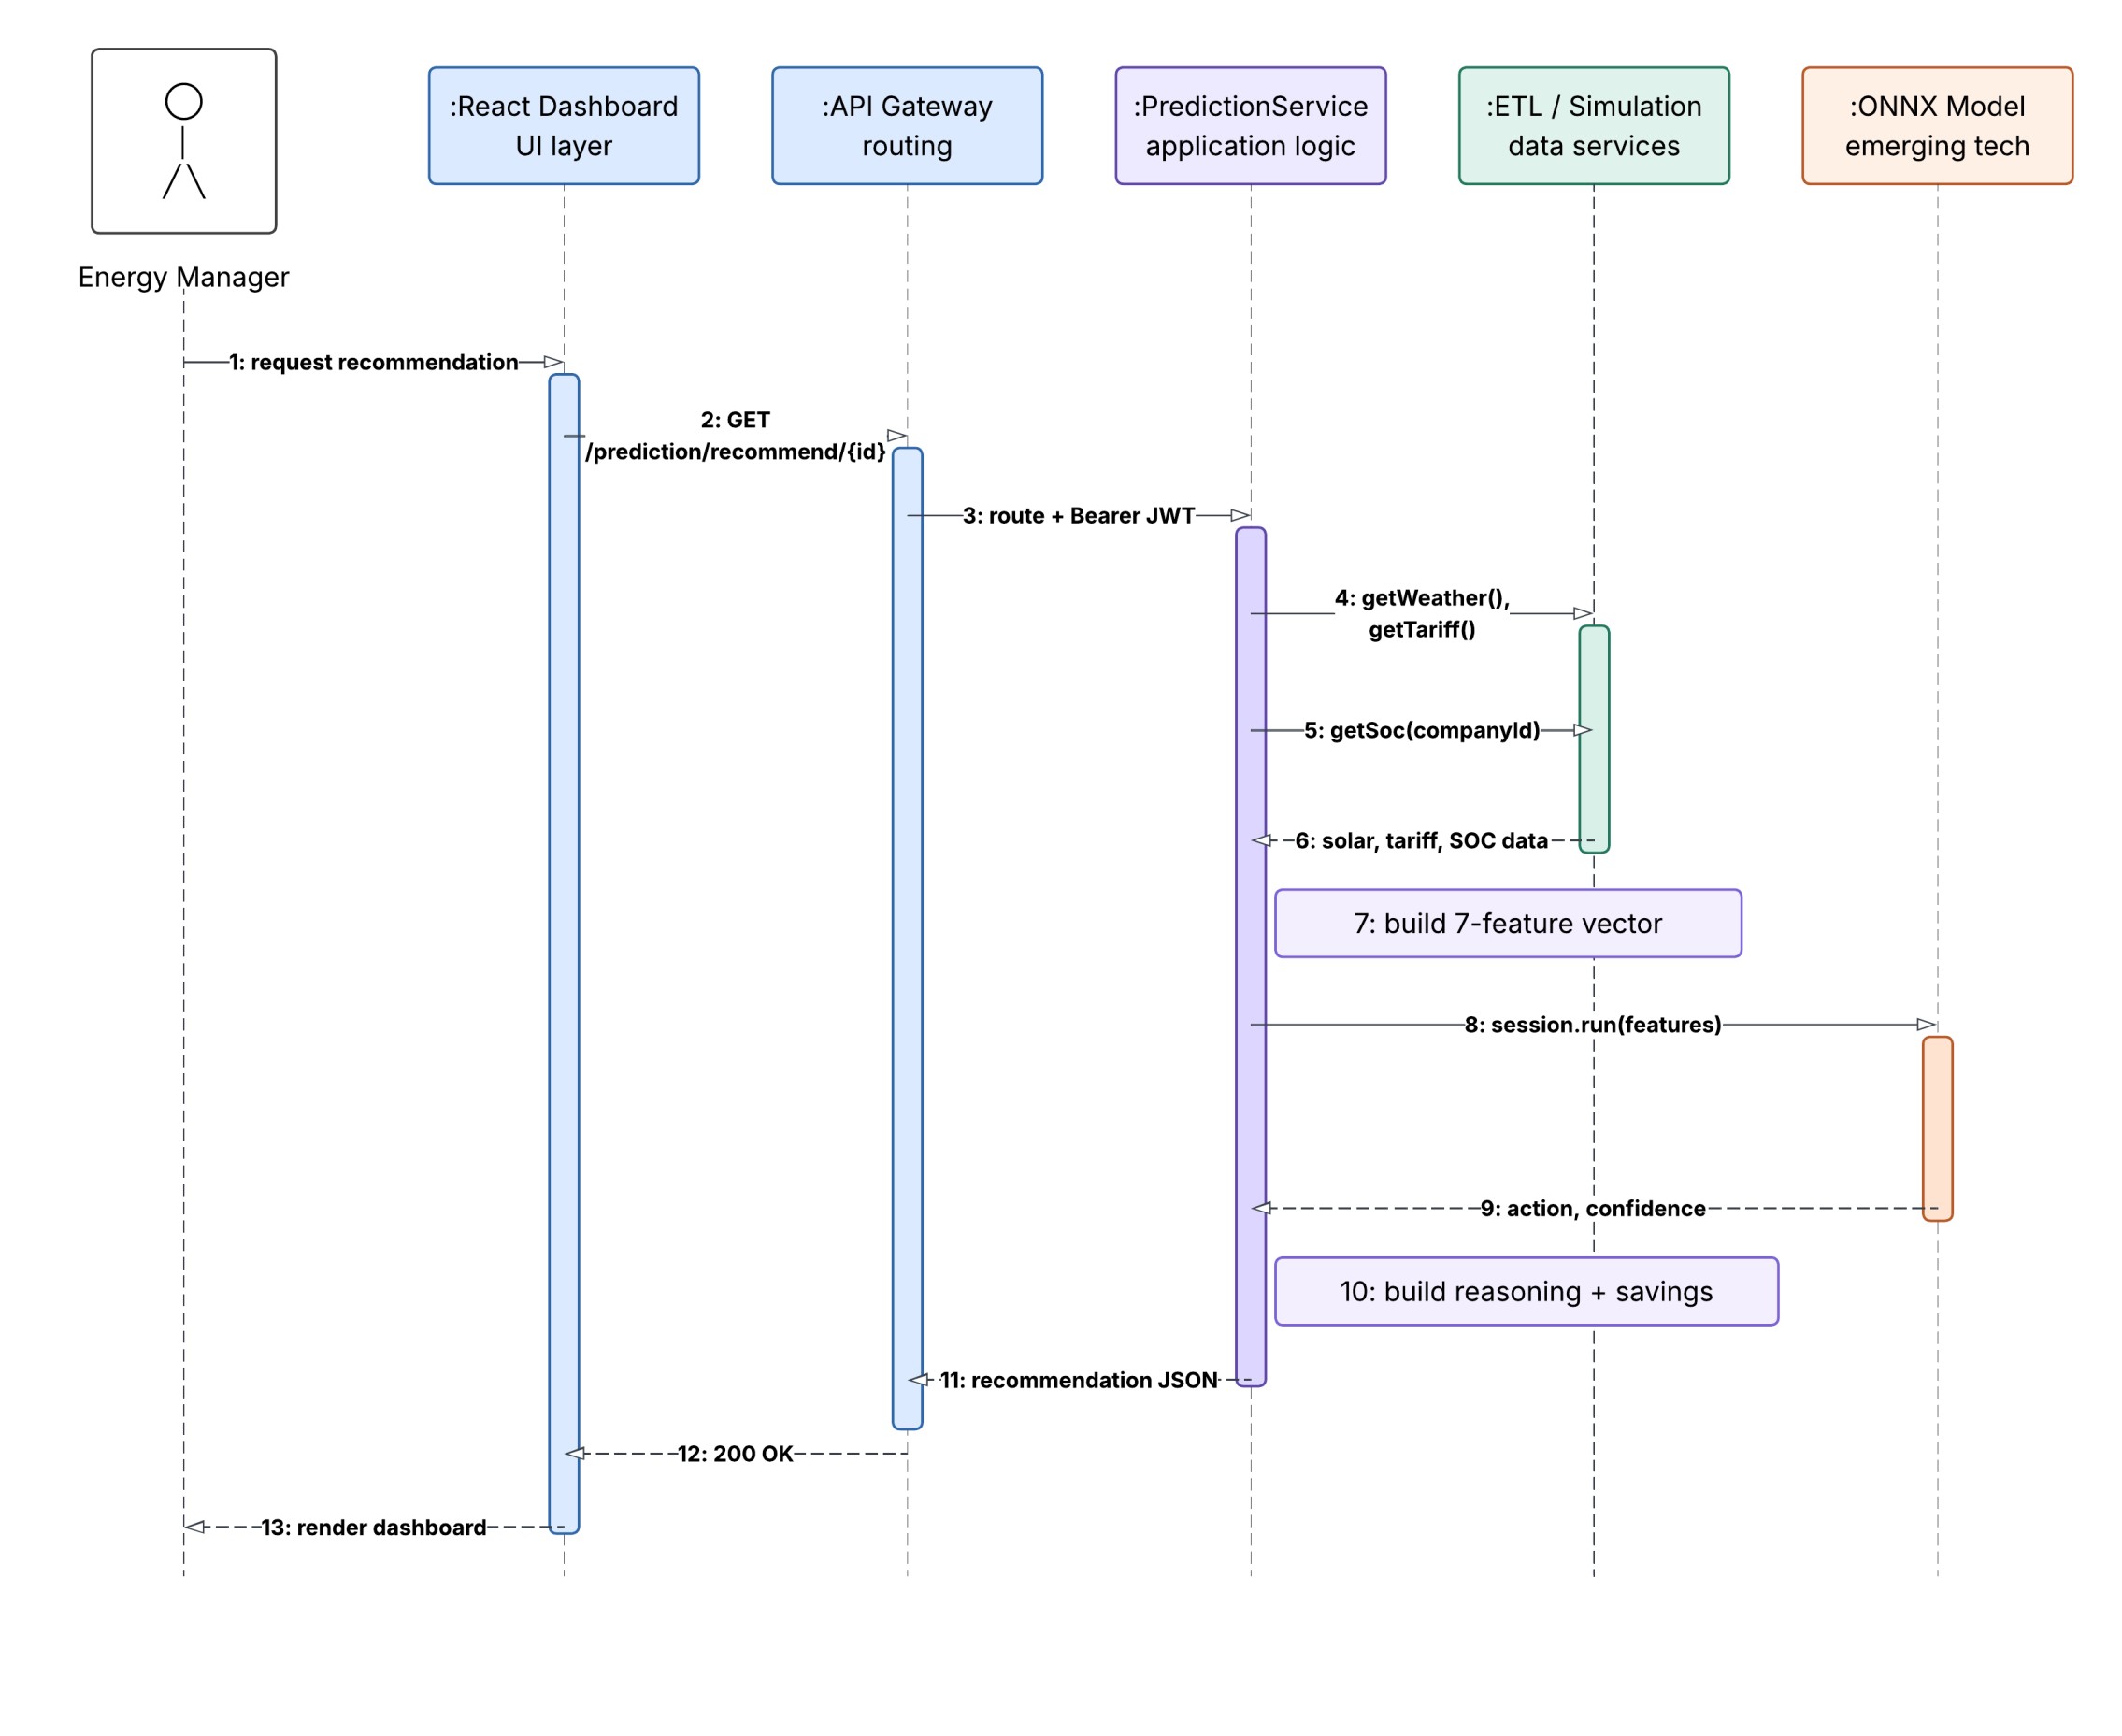 :React Dashboard
UI layer
:API Gateway
routing
:PredictionService
application logic
:ETL / Simulation
data services
:ONNX Model
emerging tech
Energy Manager
1: request recommendation
2: GET
/prediction/recommend/{id}
3: route + Bearer JWT
4: getWeather(),
getTariff()
5: getSoc(companyId)
6: solar, tariff, SOC data
7: build 7-feature vector
8: session.run(features)
9: action, confidence
10: build reasoning + savings
11: recommendation JSON
12: 200 OK
13: render dashboard